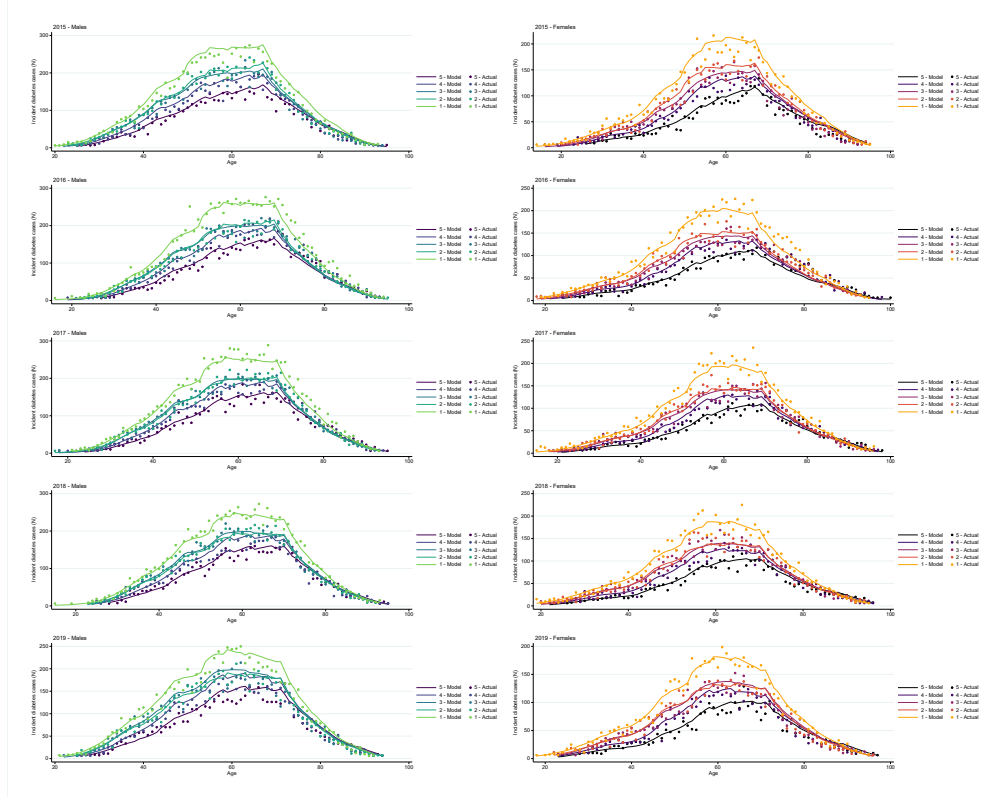 2015 - Males
Incident diabetes cases (N)
300
200
100
0
20 40 60 80 100
Age
5 - Model 5 - Actual
4 - Model 4 - Actual
3 - Model 3 - Actual
2 - Model 2 - Actual
1 - Model 1 - Actual
2015 - Females
Incident diabetes cases (N)
200
150
100
50
0
20 40 60 80 100
Age
5 - Model 5 - Actual
4 - Model 4 - Actual
3 - Model 3 - Actual
2 - Model 2 - Actual
1 - Model 1 - Actual
2016 - Males
Incident diabetes cases (N)
300
200
100
0
20 40 60 80 100
Age
5 - Model 5 - Actual
4 - Model 4 - Actual
3 - Model 3 - Actual
2 - Model 2 - Actual
1 - Model 1 - Actual
2016 - Females
Incident diabetes cases (N)
250
200
150
100
50
0
20 40 60 80 100
Age
5 - Model 5 - Actual
4 - Model 4 - Actual
3 - Model 3 - Actual
2 - Model 2 - Actual
1 - Model 1 - Actual
2017 - Males
Incident diabetes cases (N)
300
200
100
0
20 40 60 80 100
Age
5 - Model 5 - Actual
4 - Model 4 - Actual
3 - Model 3 - Actual
2 - Model 2 - Actual
1 - Model 1 - Actual
2017 - Females
Incident diabetes cases (N)
250
200
150
100
50
0
20 40 60 80 100
Age
5 - Model 5 - Actual
4 - Model 4 - Actual
3 - Model 3 - Actual
2 - Model 2 - Actual
1 - Model 1 - Actual
2018 - Males
Incident diabetes cases (N)
300
200
100
0
20 40 60 80 100
Age
5 - Model 5 - Actual
4 - Model 4 - Actual
3 - Model 3 - Actual
2 - Model 2 - Actual
1 - Model 1 - Actual
2018 - Females
Incident diabetes cases (N)
250
200
150
100
50
0
20 40 60 80 100
Age
5 - Model 5 - Actual
4 - Model 4 - Actual
3 - Model 3 - Actual
2 - Model 2 - Actual
1 - Model 1 - Actual
2019 - Males
Incident diabetes cases (N)
250
200
150
100
50
0
20 40 60 80 100
Age
5 - Model 5 - Actual
4 - Model 4 - Actual
3 - Model 3 - Actual
2 - Model 2 - Actual
1 - Model 1 - Actual
2019 - Females
Incident diabetes cases (N)
200
150
100
50
0
20 40 60 80 100
Age
5 - Model 5 - Actual
4 - Model 4 - Actual
3 - Model 3 - Actual
2 - Model 2 - Actual
1 - Model 1 - Actual